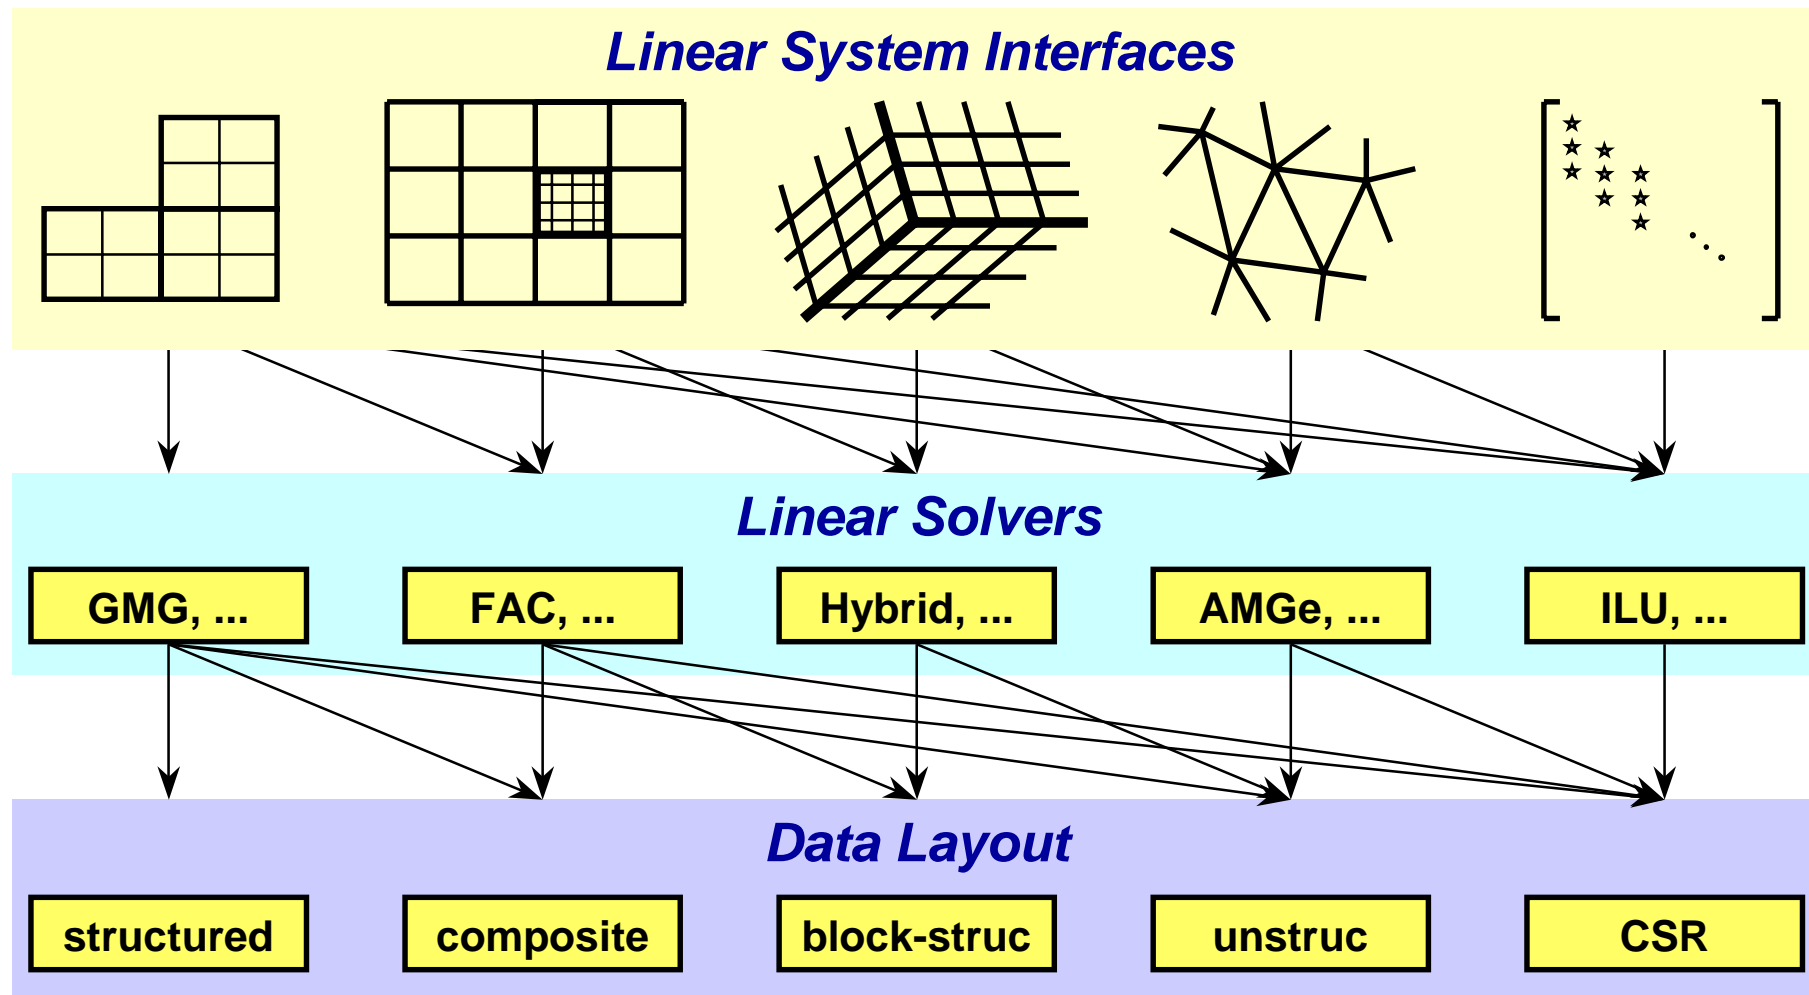 Linear System Interfaces
Linear Solvers
GMG, ...
FAC, ...
Hybrid, ...
AMGe, ...
ILU, ...
Data Layout
structured
composite
block-struc
unstruc
CSR